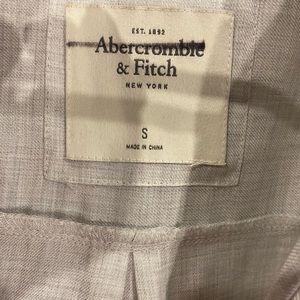 EST. 1892
Abercrombie
& Fitch
NEW YORK
S
MADE IN CHINA